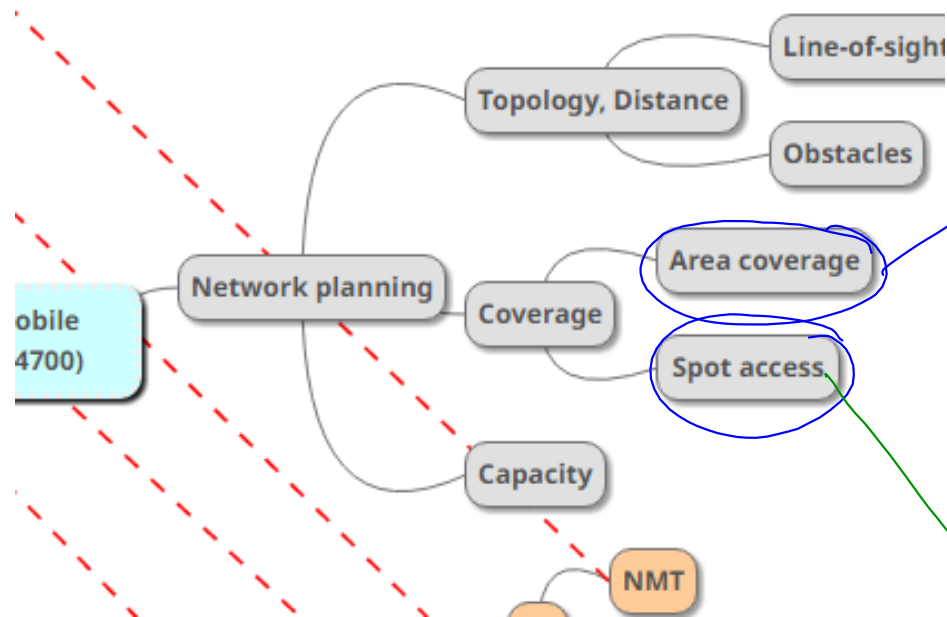 Line-of-sight
Topology, Distance
Obstacles
Area coverage
Network planning
Coverage
obile
4700)
Spot access
Capacity
NMT